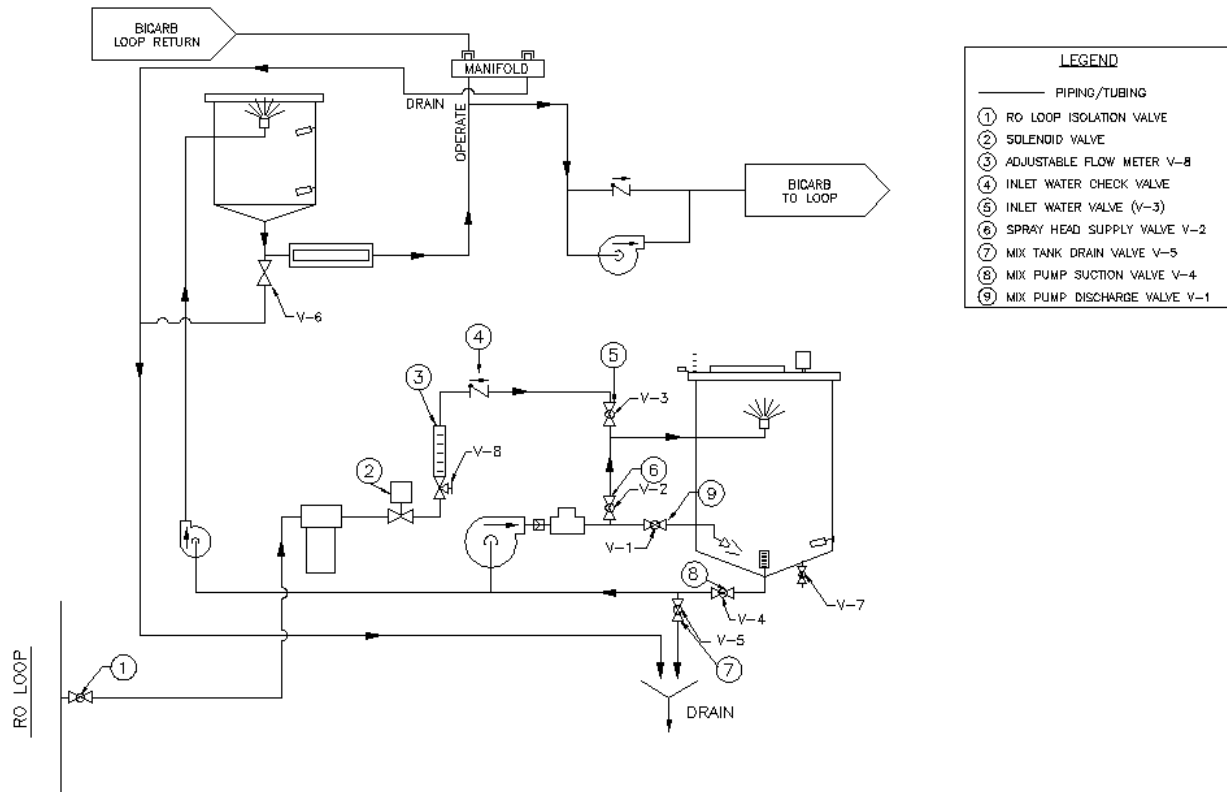 BICARB
LOOP RETURN
MANIFOLD
DRAIN
OPERATE
BICARB
TO LOOP
V-6
LEGEND
PIPING/TUBING
1 RO LOOP ISOLATION VALVE
2 SOLENOID VALVE
3 ADJUSTABLE FLOW METER V-8
4 INLET WATER CHECK VALVE
5 INLET WATER VALVE (V-3)
6 SPRAY HEAD SUPPLY VALVE V-2
7 MIX TANK DRAIN VALVE V-5
8 MIX PUMP SUCTION VALVE V-4
9 MIX PUMP DISCHARGE VALVE V-1
4
5
3
V-3
V-8
2
6
V-2
9
V-1
8
V-4
V-7
V-5
7
1
RO LOOP
DRAIN